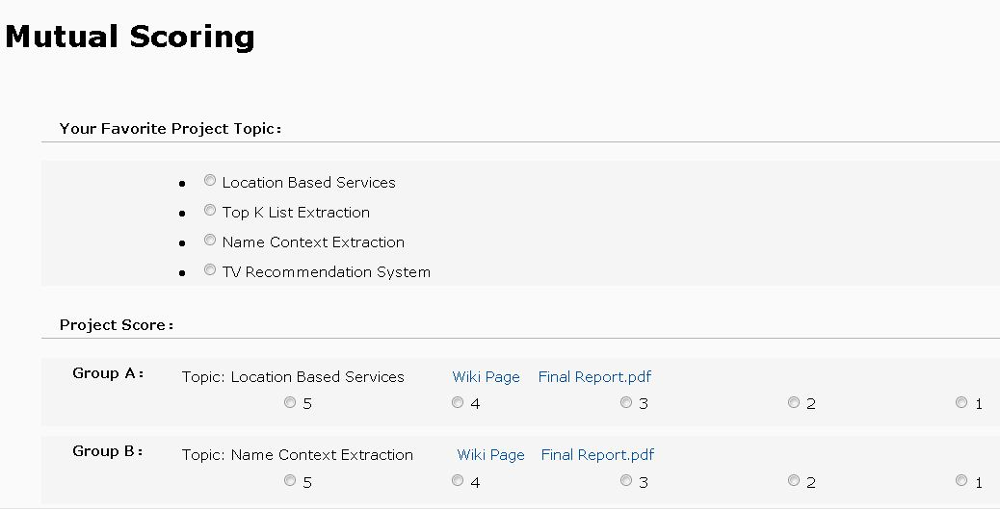 Mutual Scoring
Your Favorite Project Topic:
Location Based Services
Top K List Extraction
Name Context Extraction
TV Recommendation System
Project Score:
Group A: Topic: Location Based Services Wiki Page Final Report.pdf
5 4 3 2 1
Group B: Topic: Name Context Extraction Wiki Page Final Report.pdf
5 4 3 2 1